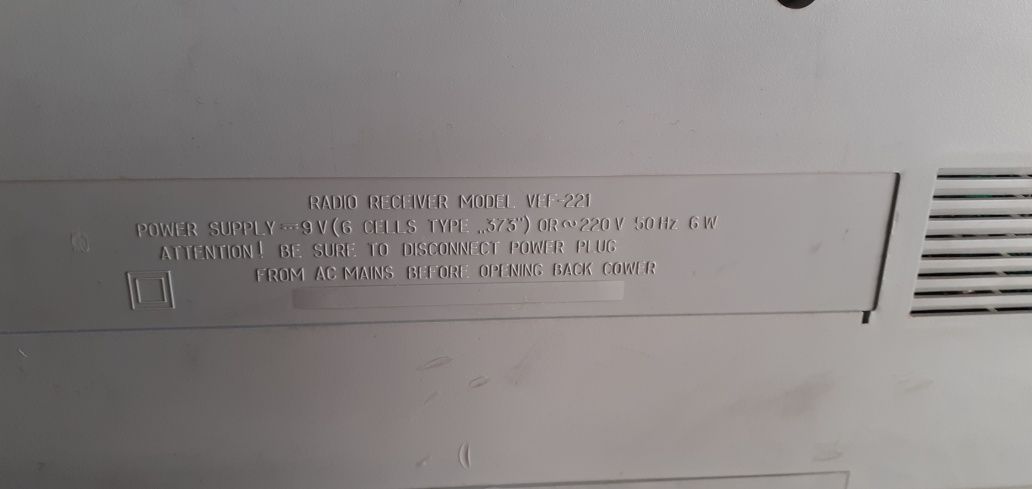 RADIO RECEIVER MODEL VEF-221
POWER SUPPLY ⎓ 9 V (6 CELLS TYPE „373”) OR ~ 220 V 50 Hz 6 W
ATTENTION! BE SURE TO DISCONNECT POWER PLUG
FROM AC MAINS BEFORE OPENING BACK COWER